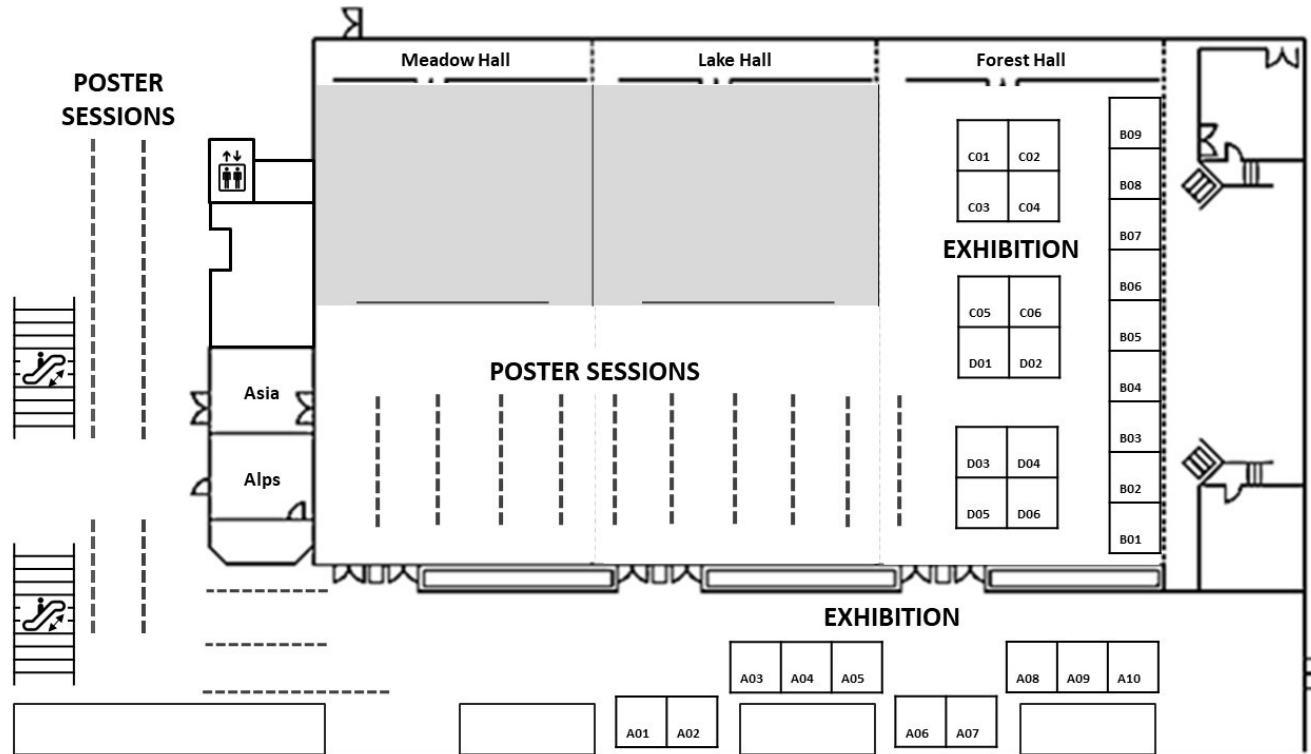 Meadow Hall
Lake Hall
Forest Hall
POSTER
SESSIONS
B09
C01 C02
B08
C03 C04
B07
EXHIBITION
B06
C05 C06
B05
D01 D02
POSTER SESSIONS
B04
Asia
B03
D03 D04
Alps
B02
D05 D06
B01
EXHIBITION
A03 A04 A05
A08 A09 A10
A01 A02
A06 A07